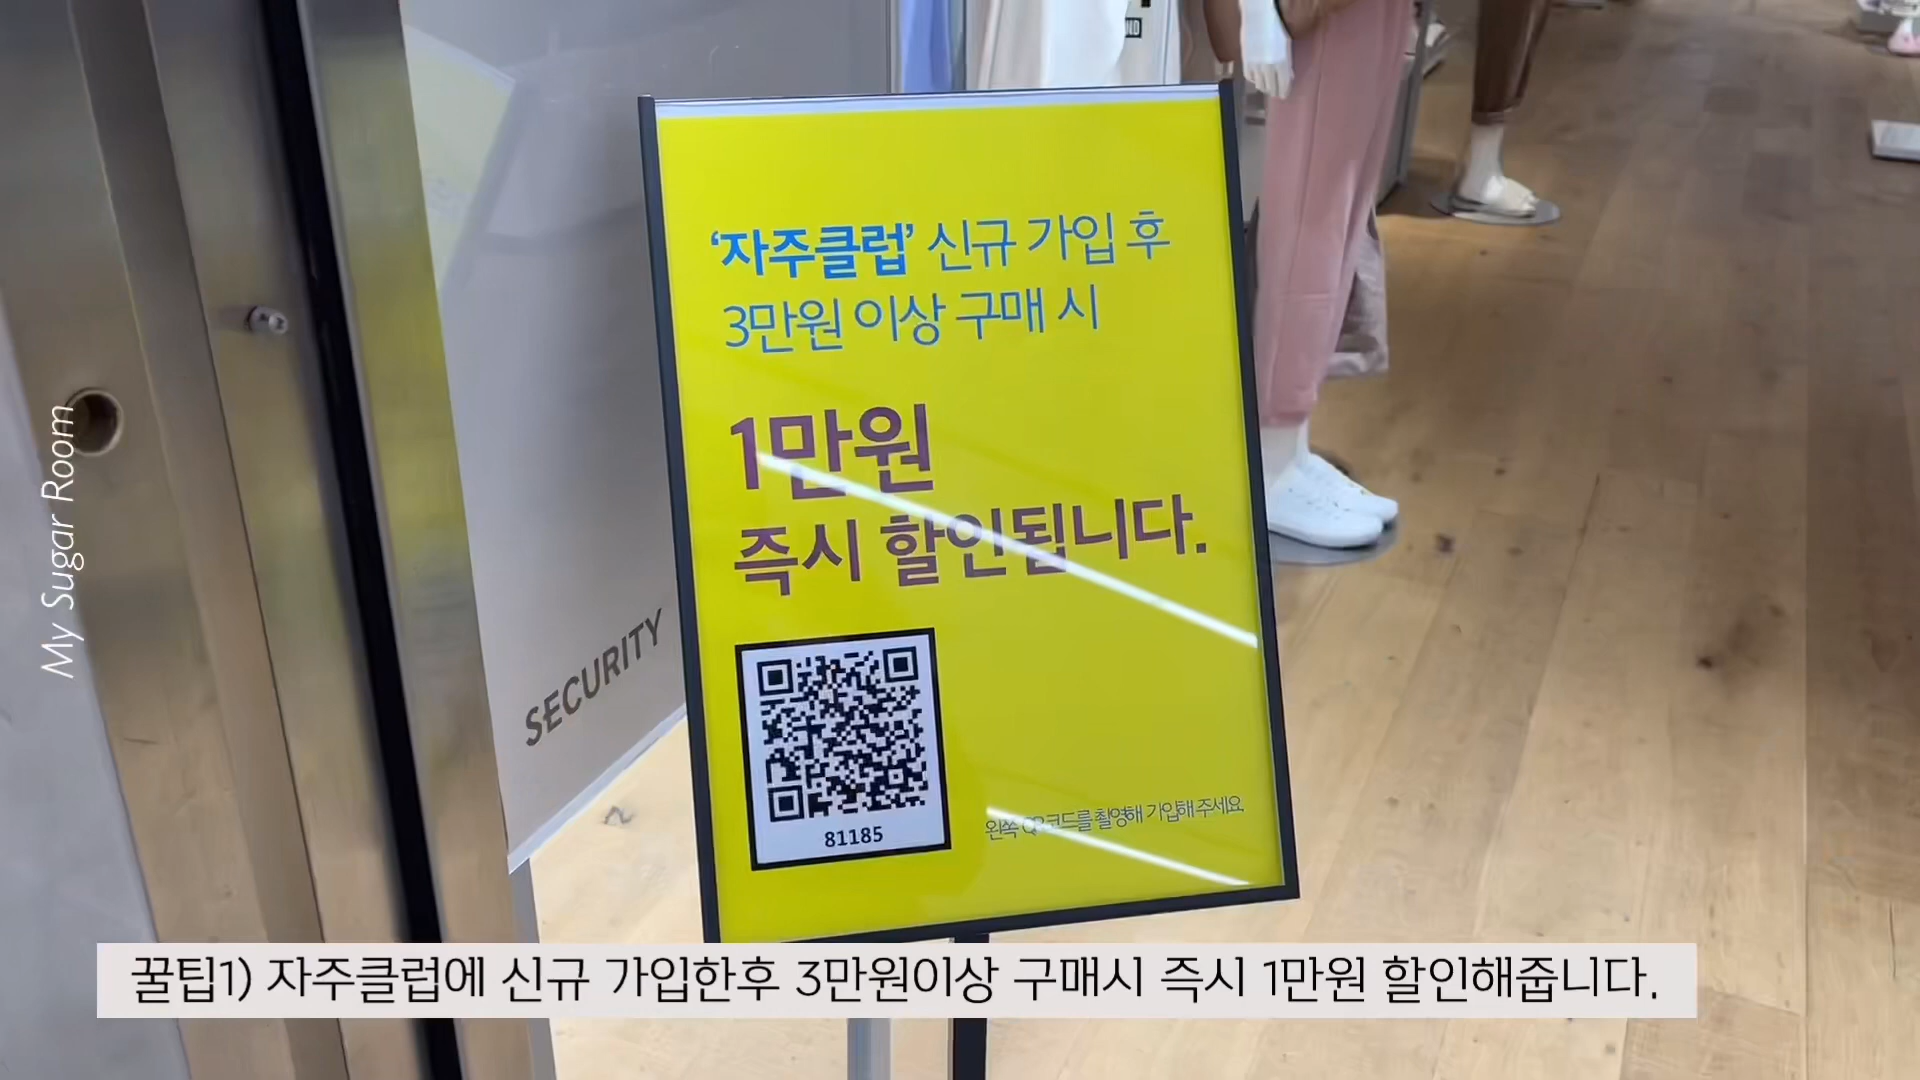 ND
'자주클럽' 신규 가입 후
3만원 이상 구매 시
1만원
즉시 할인됩니다.
81185
왼쪽 QR코드를 촬영해 가입해 주세요.
SECURITY
My Sugar Room
꿀팁1) 자주클럽에 신규 가입한후 3만원이상 구매시 즉시 1만원 할인해줍니다.